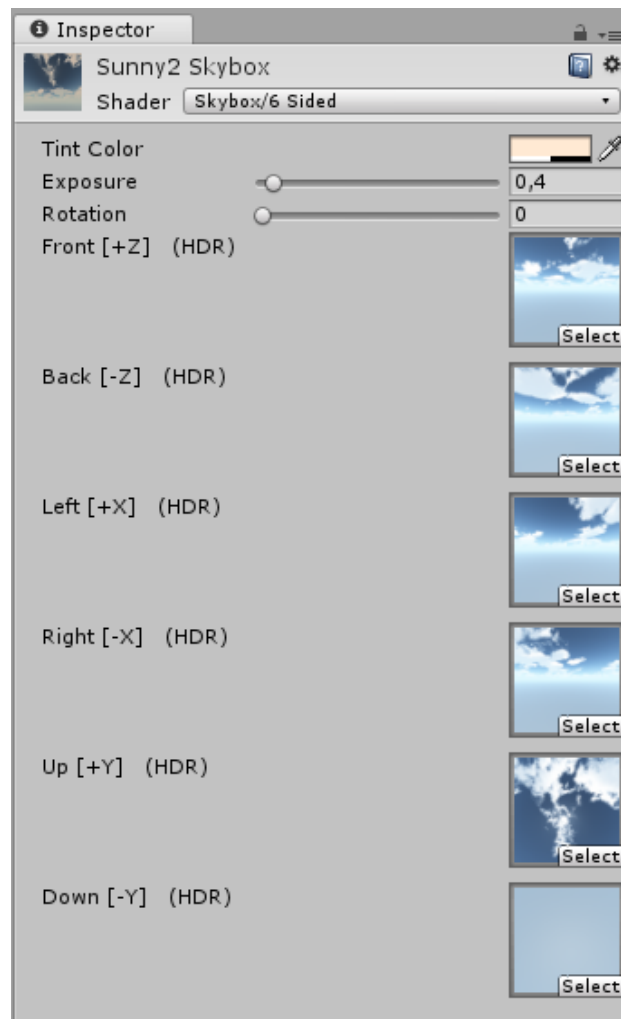 Inspector
Sunny2 Skybox
Shader Skybox/6 Sided
Tint Color
Exposure 0,4
Rotation 0
Front [+Z] (HDR)
Select
Back [-Z] (HDR)
Select
Left [+X] (HDR)
Select
Right [-X] (HDR)
Select
Up [+Y] (HDR)
Select
Down [-Y] (HDR)
Select